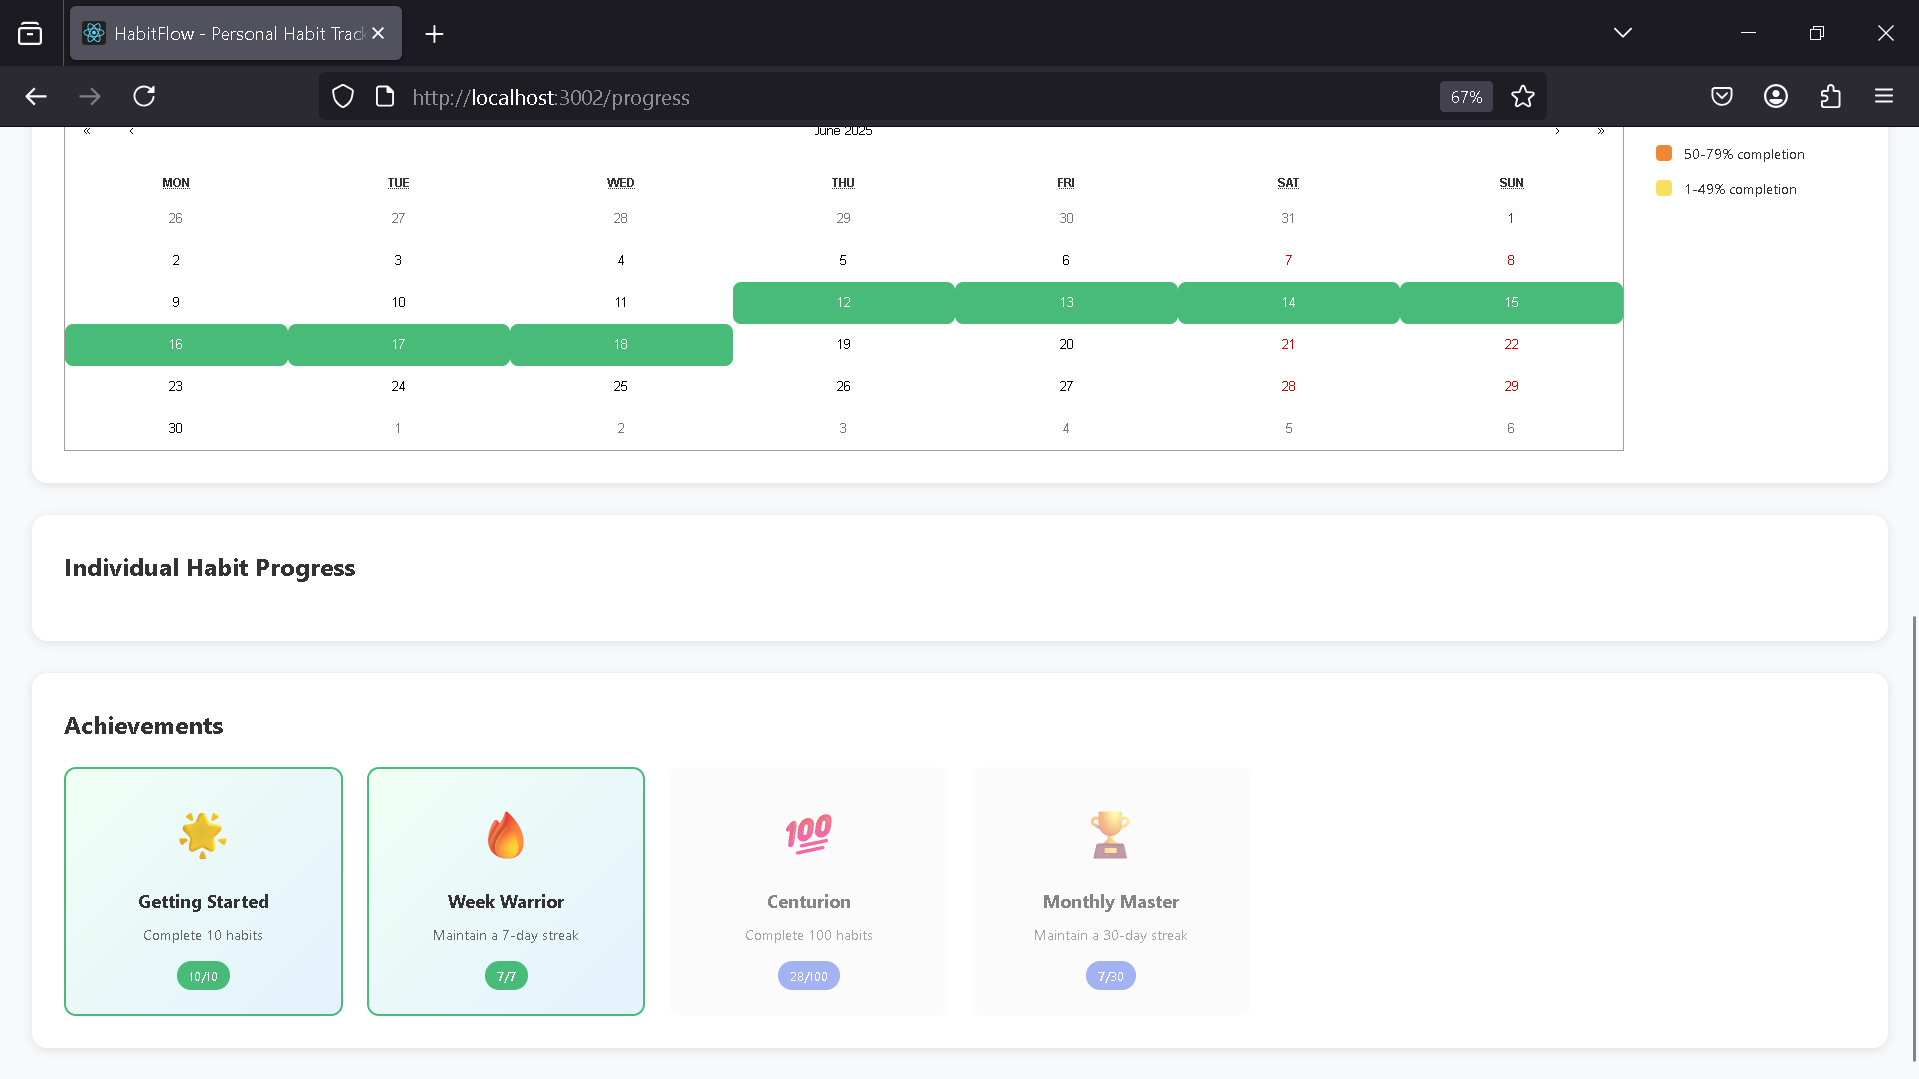 HabitFlow - Personal Habit Trac
http://localhost:3002/progress
67%
« ‹ June 2025 › »
MON TUE WED THU FRI SAT SUN
26 27 28 29 30 31 1
2 3 4 5 6 7 8
9 10 11 12 13 14 15
16 17 18 19 20 21 22
23 24 25 26 27 28 29
30 1 2 3 4 5 6
50-79% completion
1-49% completion
Individual Habit Progress
Achievements
Getting Started
Complete 10 habits
10/10
Week Warrior
Maintain a 7-day streak
7/7
100
Centurion
Complete 100 habits
28/100
Monthly Master
Maintain a 30-day streak
7/30